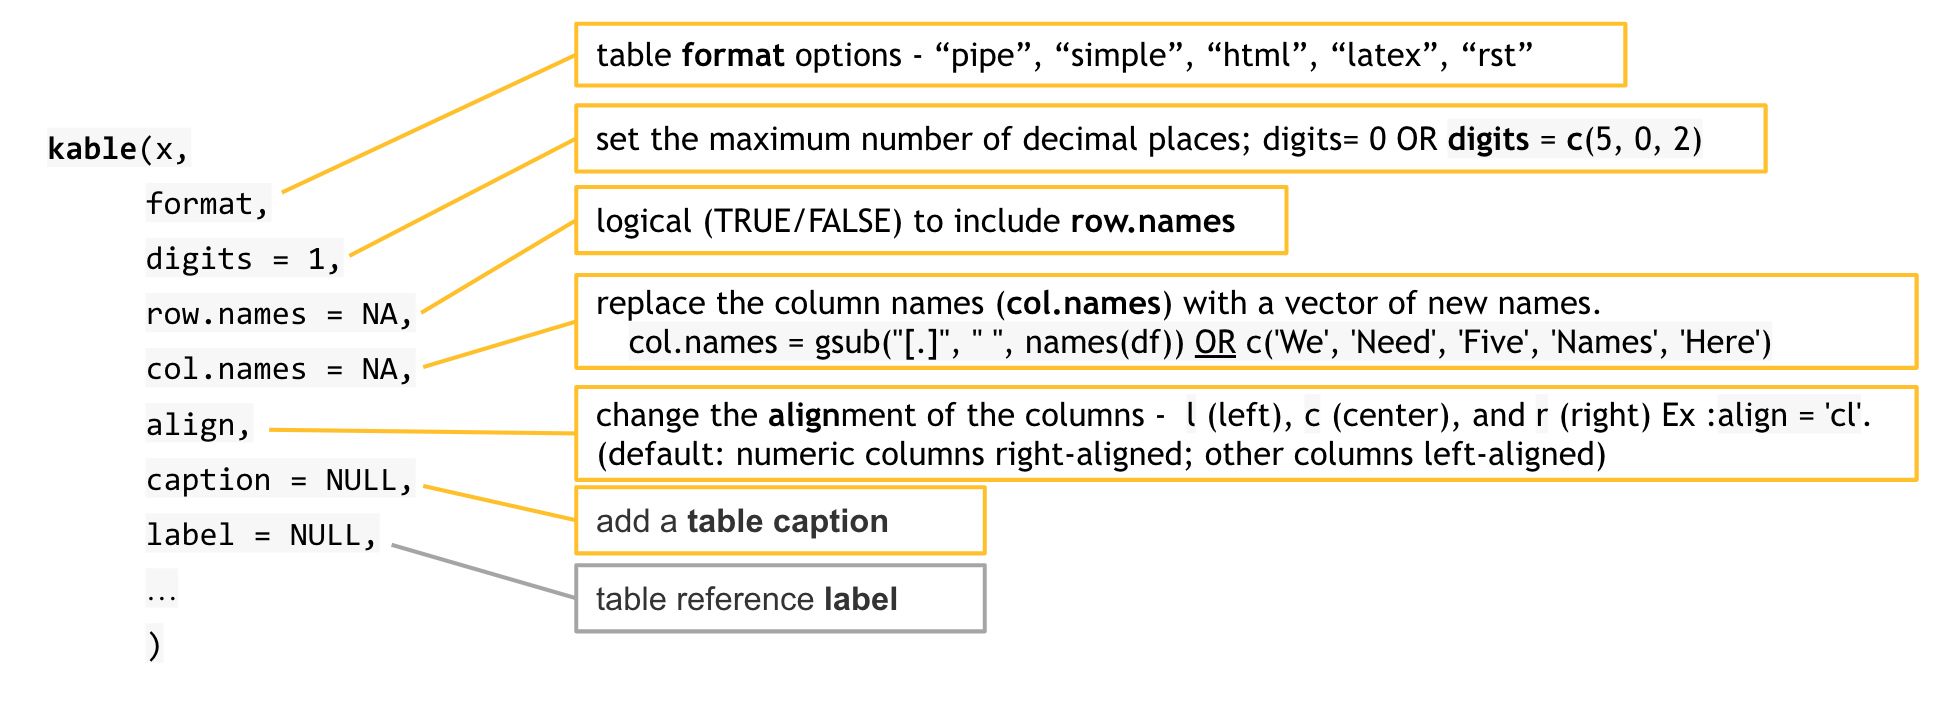 table format options - “pipe”, “simple”, “html”, “latex”, “rst”
set the maximum number of decimal places; digits= 0 OR digits = c(5, 0, 2)
kable(x,
format,
logical (TRUE/FALSE) to include row.names
digits = 1,
row.names = NA,
replace the column names (col.names) with a vector of new names.
col.names = gsub("[.]", " ", names(df)) OR c('We', 'Need', 'Five', 'Names', 'Here')
col.names = NA,
change the alignment of the columns - l (left), c (center), and r (right) Ex :align = 'cl'.
(default: numeric columns right-aligned; other columns left-aligned)
align,
caption = NULL,
add a table caption
label = NULL,
table reference label
...
)